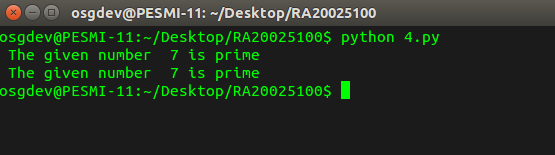 osgdev@PESMI-11: ~/Desktop/RA20025100
osgdev@PESMI-11:~/Desktop/RA20025100$ python 4.py
 The given number  7 is prime
 The given number  7 is prime
osgdev@PESMI-11:~/Desktop/RA20025100$